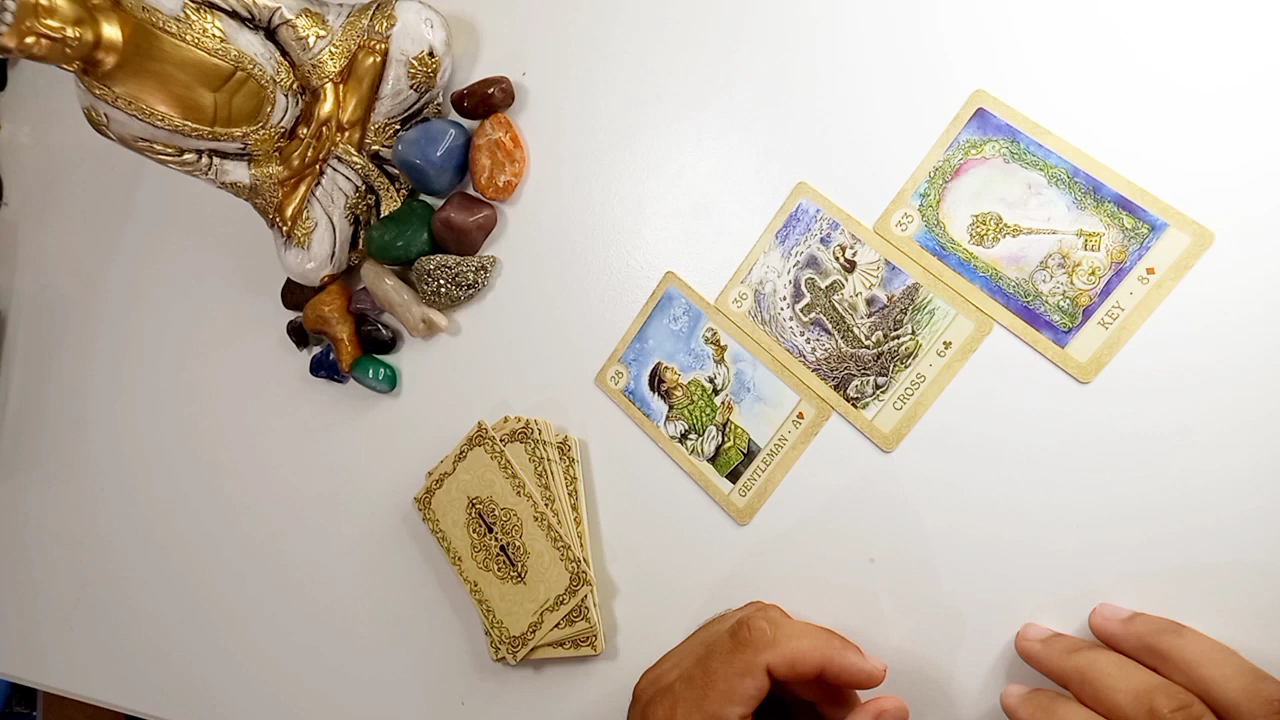 28
GENTLEMAN · A♥
36
CROSS · 6♣
33
KEY · 8♦